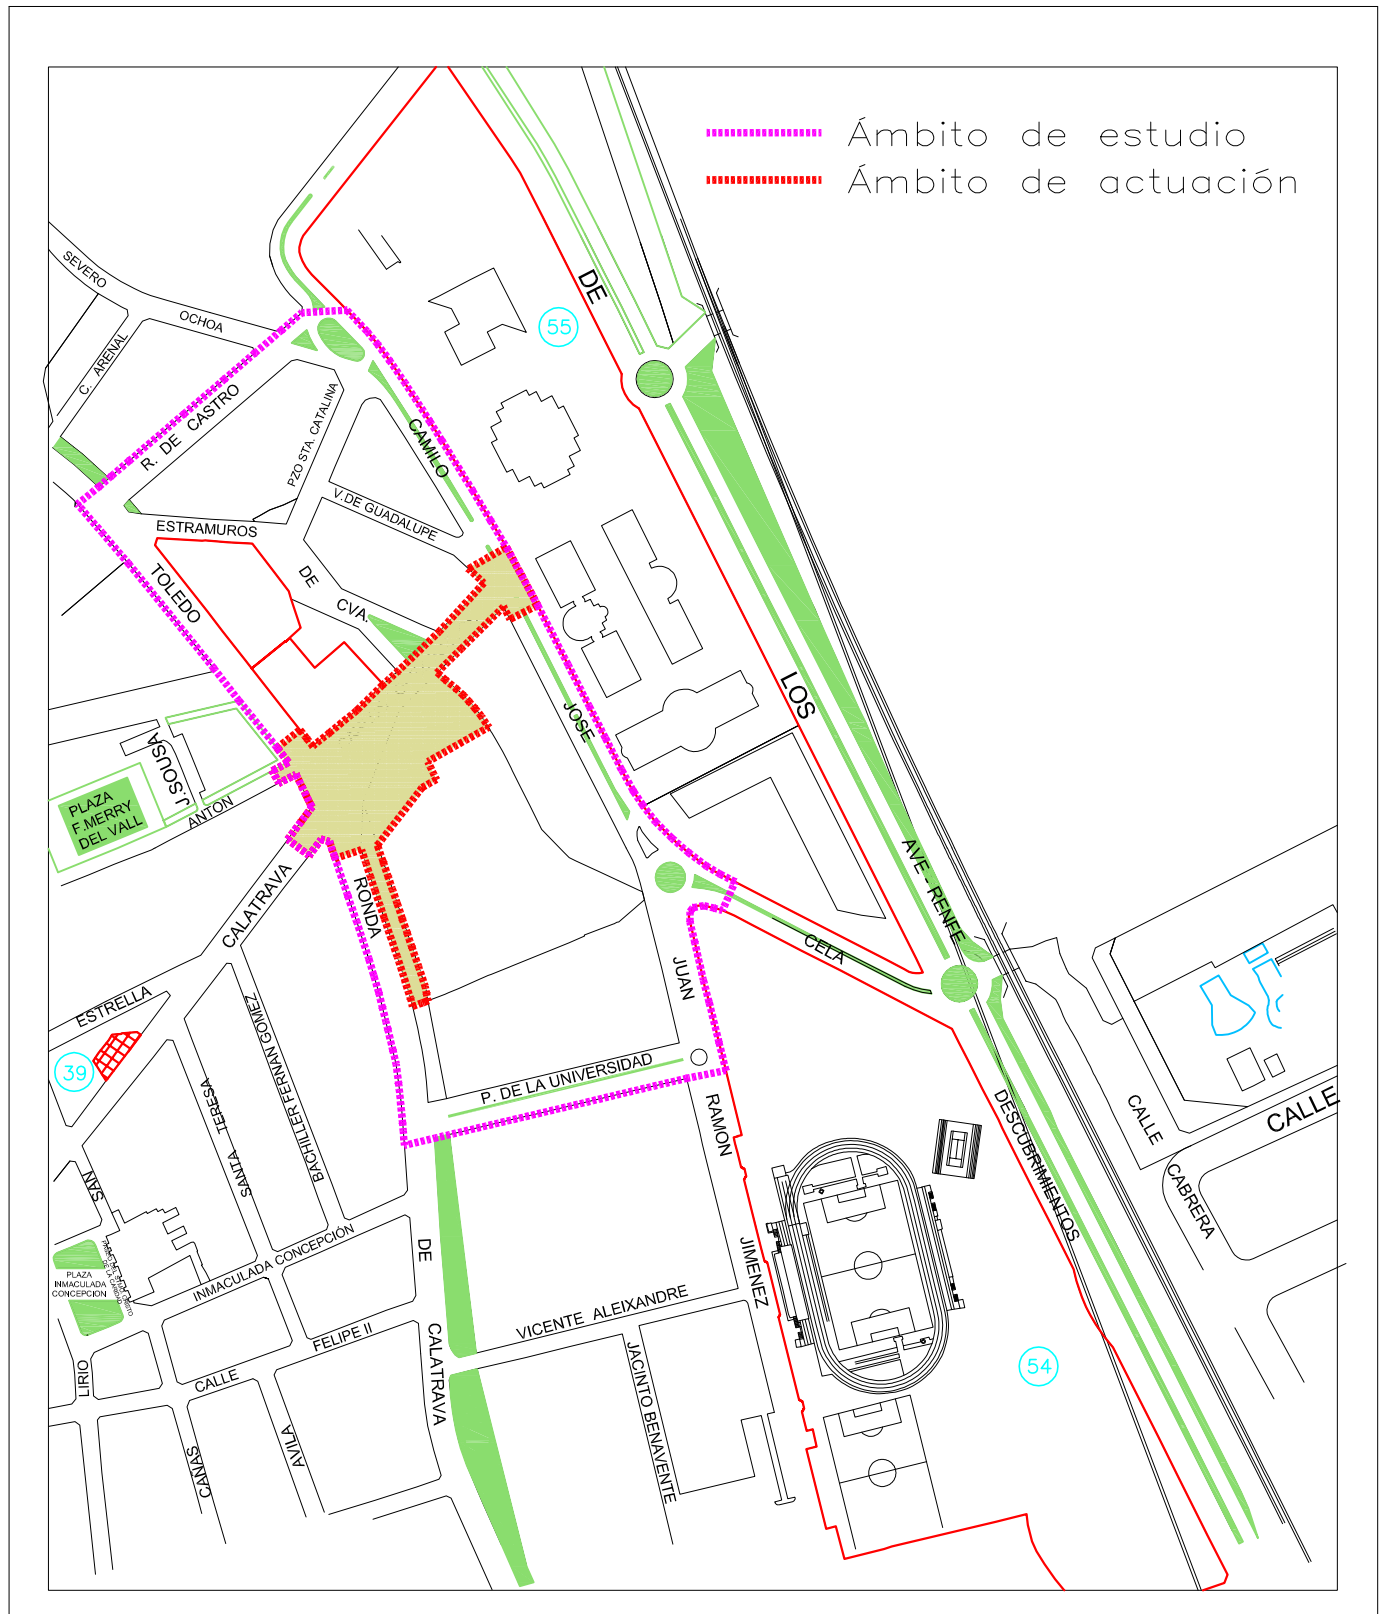 Ámbito de estudio
Ámbito de actuación
SEVERO
OCHOA
C. ARENAL
R. DE CASTRO
PZO STA. CATALINA
V.DE GUADALUPE
CAMILO
DE
55
ESTRAMUROS
DE
CVA.
TOLEDO
JOSE
LOS
J.SOUSA
PLAZA
F.MERRY
DEL VALL
ANTON
CALATRAVA
RONDA
AVE - RENFE
CELA
JUAN
ESTRELLA
39
BACHILLER FERNAN GOMEZ
TERESA
SANTA
P. DE LA UNIVERSIDAD
RAMON
DESCUBRIMIENTOS
CALLE
CALLE
CABRERA
SAN
PLAZA
INMACULADA
CONCEPCION
INMACULADA CONCEPCIÓN
DE
JIMENEZ
VICENTE ALEIXANDRE
FELIPE II
CALLE
LIRIO
CALATRAVA
JACINTO BENAVENTE
54
AVILA
CAÑAS